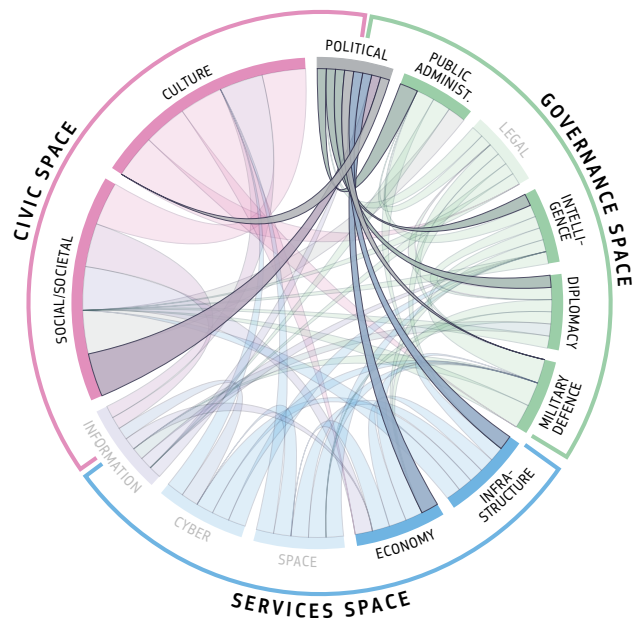 POLITICAL
PUBLIC
ADMINIST.
LEGAL
INTELLI-
GENCE
DIPLOMACY
MILITARY
DEFENCE
INFRA-
STRUCTURE
ECONOMY
SPACE
CYBER
INFORMATION
SOCIAL/SOCIETAL
CULTURE
CIVIC SPACE
GOVERNANCE SPACE
SERVICES SPACE